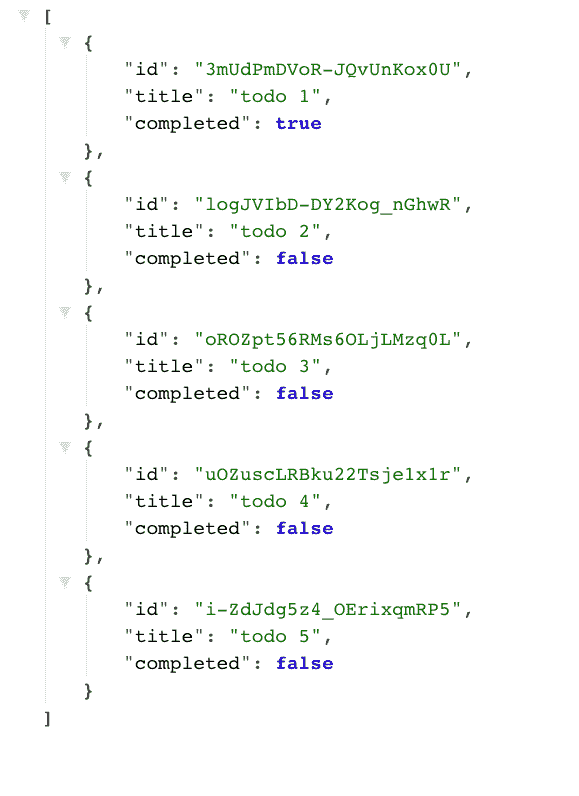 [
{
"id": "3mUdPmDVoR-JQvUnKox0U",
"title": "todo 1",
"completed": true
},
{
"id": "logJVIbD-DY2Kog_nGhwR",
"title": "todo 2",
"completed": false
},
{
"id": "oROZpt56RMs6OLjLMzq0L",
"title": "todo 3",
"completed": false
},
{
"id": "uOZuscLRBku22Tsje1x1r",
"title": "todo 4",
"completed": false
},
{
"id": "i-ZdJdg5z4_OErixqmRP5",
"title": "todo 5",
"completed": false
}
]